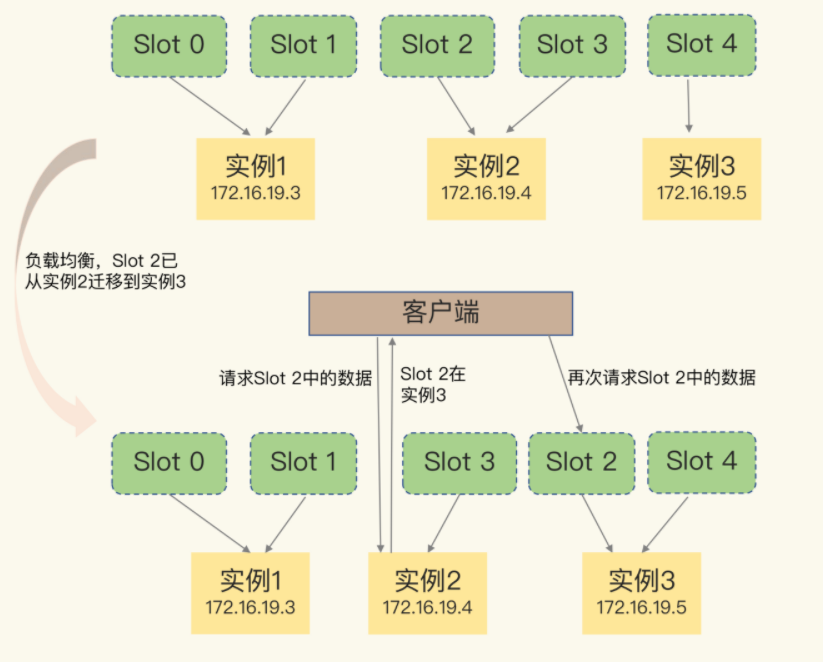 Slot 0
Slot 1
Slot 2
Slot 3
Slot 4
实例1
172.16.19.3
实例2
172.16.19.4
实例3
172.16.19.5
负载均衡，Slot 2已
从实例2迁移到实例3
客户端
请求Slot 2中的数据
Slot 2在
实例3
再次请求Slot 2中的数据
Slot 0
Slot 1
Slot 3
Slot 2
Slot 4
实例1
172.16.19.3
实例2
172.16.19.4
实例3
172.16.19.5